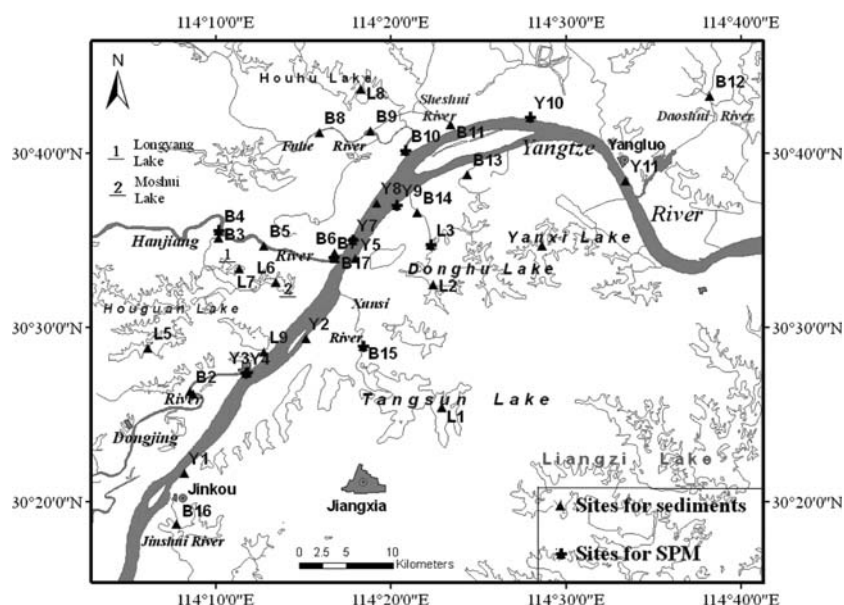 114°10'0"E 114°20'0"E 114°30'0"E 114°40'0"E
N
Houhu Lake
L8
Sheshui
River
Y10
B12
Daoshui River
B8
B9
Fuhe River
B10
B11
1 Longyang
Lake
2 Moshui
Lake
30°40'0"N
30°40'0"N
B13
Yangtze
Yangluo
Y11
River
Y8
Y9
B14
B4
B3
B5
Hanjiang
River
B6
Y7
Y5
B17
L3
Yanxi Lake
Donghu Lake
L2
1
L6
L7
2
Houguan Lake
Xunsi
River
30°30'0"N
30°30'0"N
L5
L9
Y2
B15
Y3
Y4
B2
River
Dongjing
Tangsun Lake
L1
Liangzi Lake
Y1
Jinkou
B16
Jinshui River
30°20'0"N
30°20'0"N
Jiangxia
Sites for sediments
Sites for SPM
0 2.5 5 10
Kilometers
114°10'0"E 114°20'0"E 114°30'0"E 114°40'0"E